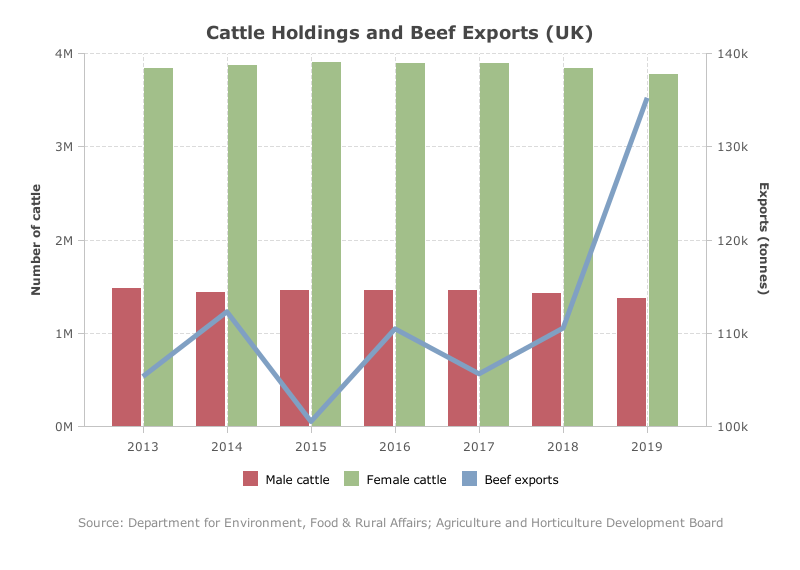 Cattle Holdings and Beef Exports (UK)
4M
3M
2M
1M
0M
Number of cattle
140k
130k
120k
110k
100k
Exports (tonnes)
2013
2014
2015
2016
2017
2018
2019
Male cattle
Female cattle
Beef exports
Source: Department for Environment, Food & Rural Affairs; Agriculture and Horticulture Development Board